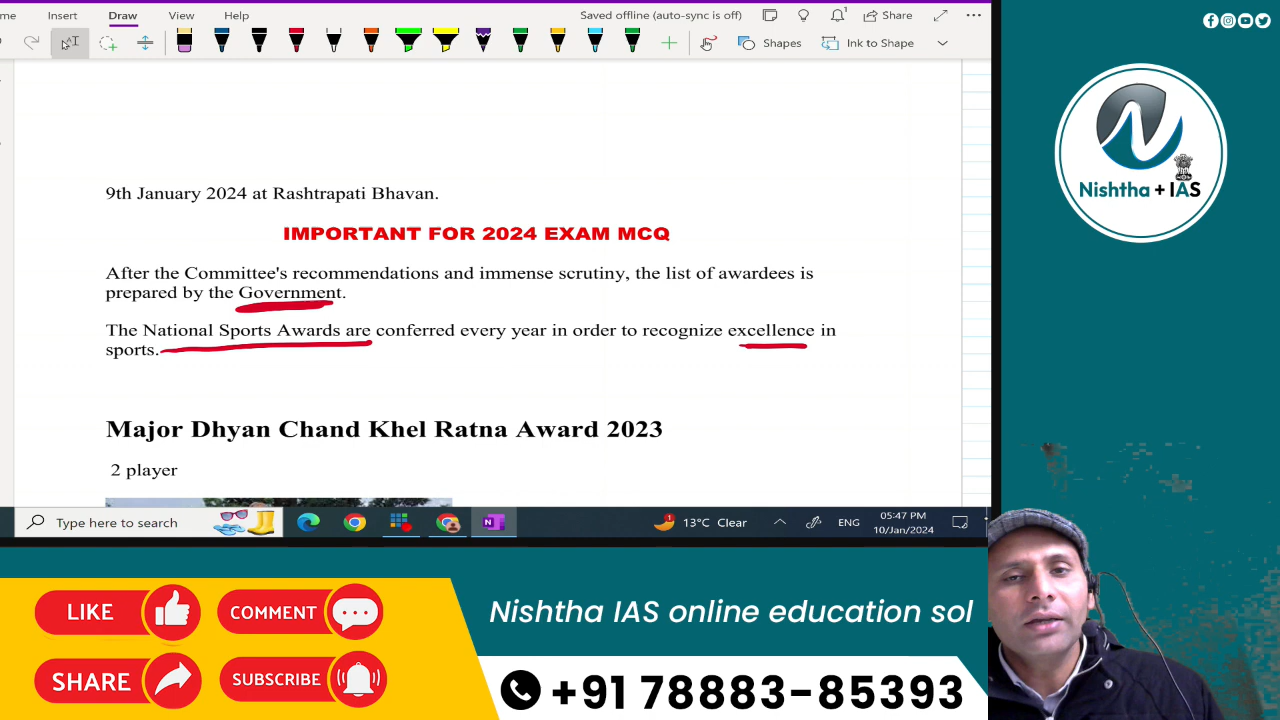 Insert Draw View Help Saved offline (auto-sync is off) 1 Share
Shapes Ink to Shape
9th January 2024 at Rashtrapati Bhavan.
IMPORTANT FOR 2024 EXAM MCQ
After the Committee's recommendations and immense scrutiny, the list of awardees is
prepared by the Government.
The National Sports Awards are conferred every year in order to recognize excellence in
sports.
Major Dhyan Chand Khel Ratna Award 2023
2 player
Type here to search 1 13°C Clear ENG 05:47 PM
10/Jan/2024
Nishtha + IAS
LIKE COMMENT
SHARE SUBSCRIBE
Nishtha IAS online education sol
+91 78883-85393